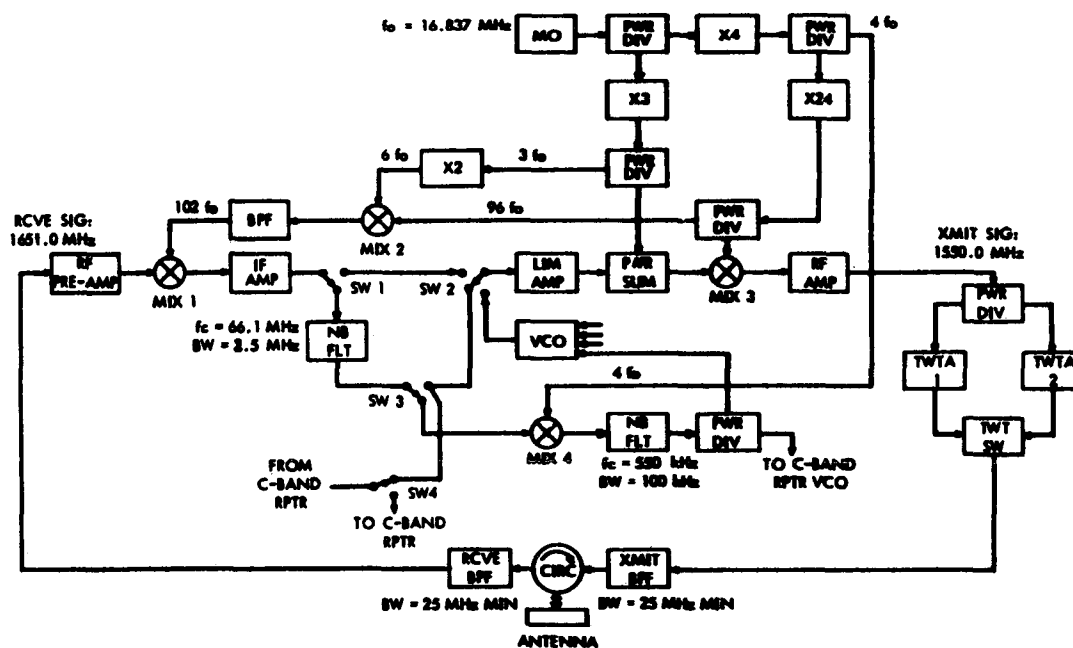 4 fo
fo = 16.837 MHz
MO
PWR
DIV
X4
PWR
DIV
X3
X24
6 fo
X2
3 fo
PWR
DIV
RCVE SIG:
1651.0 MHz
102 fo
BPF
MIX 2
96 fo
PWR
DIV
XMIT SIG:
1550.0 MHz
RF
PRE-AMP
MIX 1
IF
AMP
SW 1
SW 2
LIM
AMP
PWR
SUM
MIX 3
RF
AMP
PWR
DIV
fc = 66.1 MHz
BW = 2.5 MHz
NB
FLT
VCO
TWTA
1
TWTA
2
SW 3
4 fo
MIX 4
NB
FLT
PWR
DIV
TWT
SW
fc = 550 kHz
BW = 100 kHz
TO C-BAND
RPTR VCO
FROM
C-BAND
RPTR
SW4
TO C-BAND
RPTR
RCVE
BPF
CIRC
XMIT
BPF
BW = 25 MHz MIN
BW = 25 MHz MIN
ANTENNA